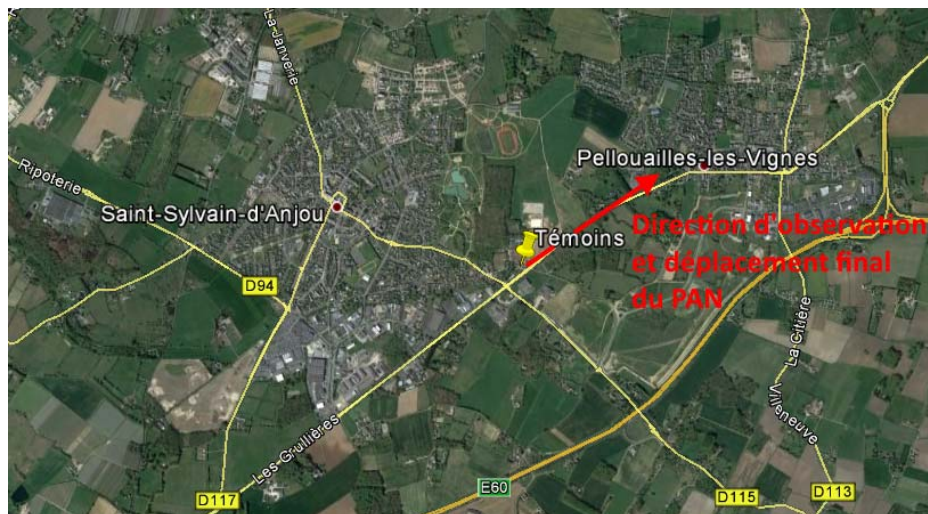 La Janverie
Ripoterie
Pellouailles-les-Vignes
Saint-Sylvain-d'Anjou
Témoins
Direction d'observation
et déplacement final
du PAN
D94
La Citière
Villeneuve
Les Grullières
E60
D117
D115
D113